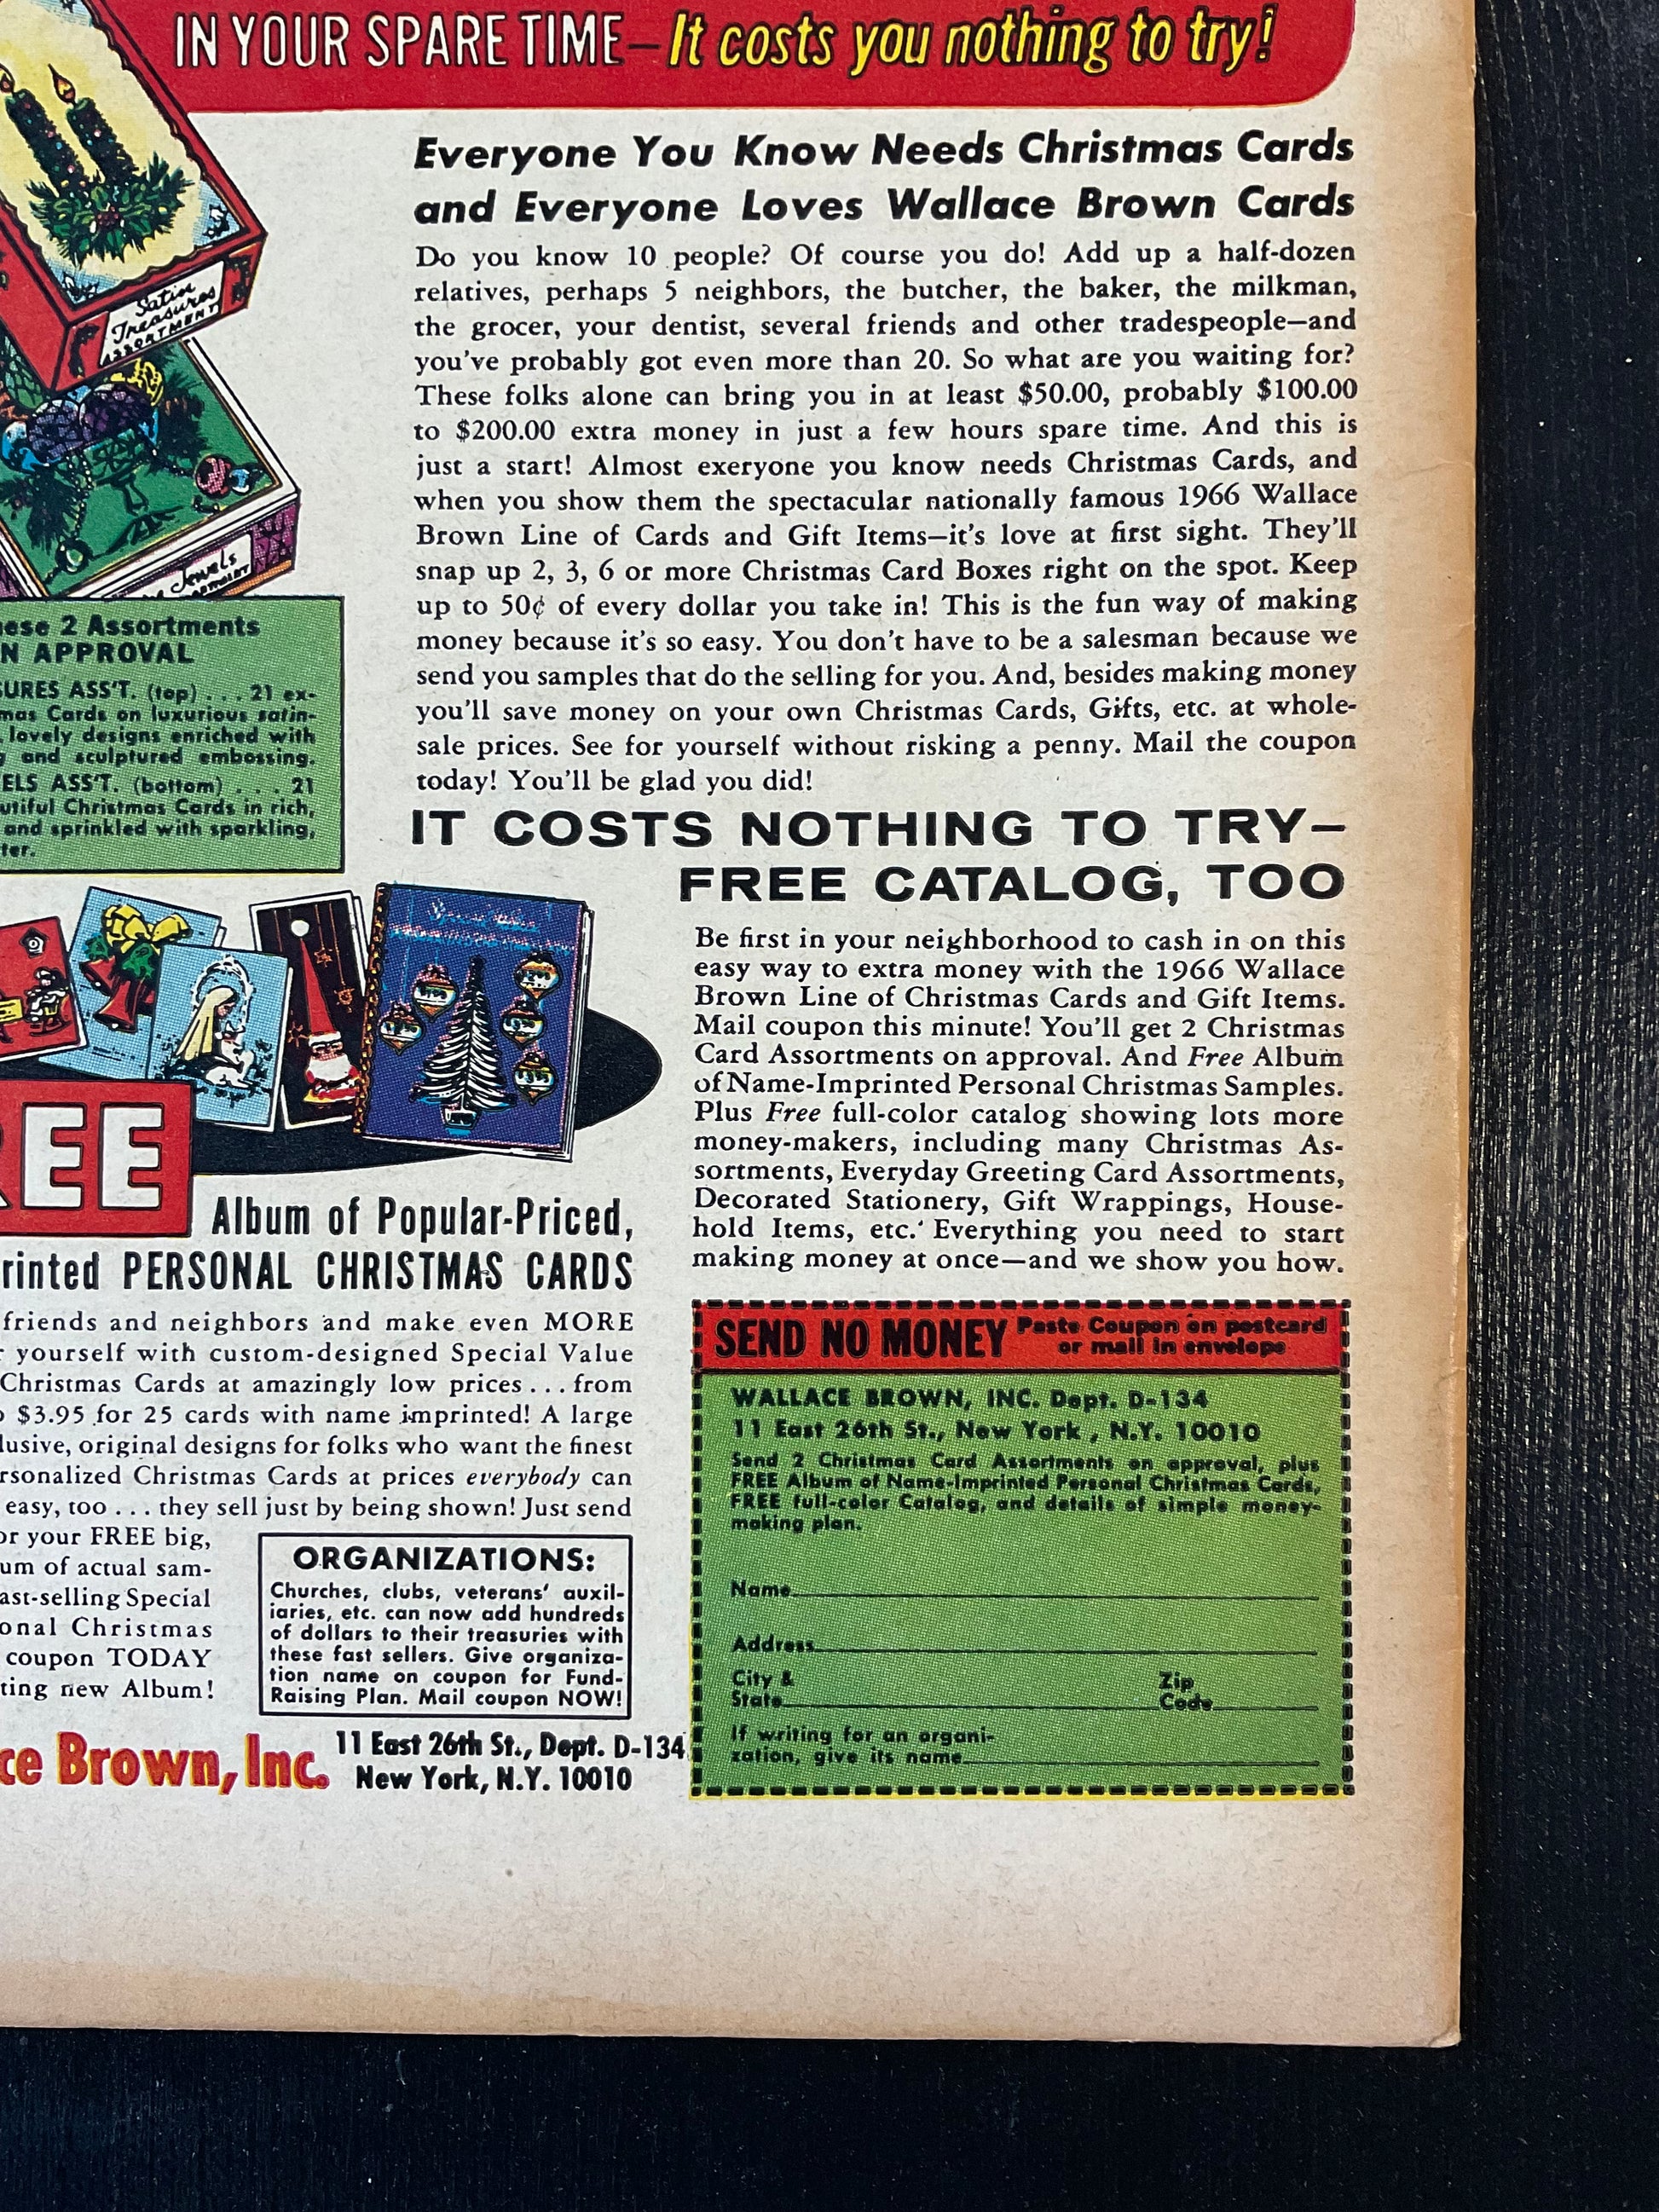 IN YOUR SPARE TIME—It costs you nothing to try!
Satin
Treasures
ASSORTMENT
Jewels
Everyone You Know Needs Christmas Cards
and Everyone Loves Wallace Brown Cards
Do you know 10 people? Of course you do! Add up a half-dozen
relatives, perhaps 5 neighbors, the butcher, the baker, the milkman,
the grocer, your dentist, several friends and other tradespeople—and
you've probably got even more than 20. So what are you waiting for?
These folks alone can bring you in at least $50.00, probably $100.00
to $200.00 extra money in just a few hours spare time. And this is
just a start! Almost exeryone you know needs Christmas Cards, and
when you show them the spectacular nationally famous 1966 Wallace
Brown Line of Cards and Gift Items—it's love at first sight. They'll
snap up 2, 3, 6 or more Christmas Card Boxes right on the spot. Keep
up to 50¢ of every dollar you take in! This is the fun way of making
money because it's so easy. You don't have to be a salesman because we
send you samples that do the selling for you. And, besides making money
you'll save money on your own Christmas Cards, Gifts, etc. at whole-
sale prices. See for yourself without risking a penny. Mail the coupon
today! You'll be glad you did!
ese 2 Assortments
N APPROVAL
URES ASS'T. (top) . . . 21 ex-
mas Cards on luxurious satin-
lovely designs enriched with
and sculptured embossing.
ELS ASS'T. (bottom) . . . 21
utiful Christmas Cards in rich,
and sprinkled with sparkling,
ter.
IT COSTS NOTHING TO TRY—
FREE CATALOG, TOO
Be first in your neighborhood to cash in on this
easy way to extra money with the 1966 Wallace
Brown Line of Christmas Cards and Gift Items.
Mail coupon this minute! You'll get 2 Christmas
Card Assortments on approval. And Free Album
of Name-Imprinted Personal Christmas Samples.
Plus Free full-color catalog showing lots more
money-makers, including many Christmas As-
sortments, Everyday Greeting Card Assortments,
Decorated Stationery, Gift Wrappings, House-
hold Items, etc. Everything you need to start
making money at once—and we show you how.
REE
Album of Popular-Priced,
rinted PERSONAL CHRISTMAS CARDS
friends and neighbors and make even MORE
r yourself with custom-designed Special Value
Christmas Cards at amazingly low prices . . . from
o $3.95 for 25 cards with name imprinted! A large
lusive, original designs for folks who want the finest
rsonalized Christmas Cards at prices everybody can
easy, too . . . they sell just by being shown! Just send
or your FREE big,
um of actual sam-
ast-selling Special
onal Christmas
coupon TODAY
ting new Album!
ORGANIZATIONS:
Churches, clubs, veterans' auxil-
iaries, etc. can now add hundreds
of dollars to their treasuries with
these fast sellers. Give organiza-
tion name on coupon for Fund-
Raising Plan. Mail coupon NOW!
ce Brown, Inc. 11 East 26th St., Dept. D-134
New York, N.Y. 10010
SEND NO MONEY Paste Coupon on postcard
or mail in envelope
WALLACE BROWN, INC. Dept. D-134
11 East 26th St., New York, N.Y. 10010
Send 2 Christmas Card Assortments on approval, plus
FREE Album of Name-Imprinted Personal Christmas Cards,
FREE full-color Catalog, and details of simple money-
making plan.
Name
Address
City & Zip
State Code
If writing for an organi-
zation, give its name